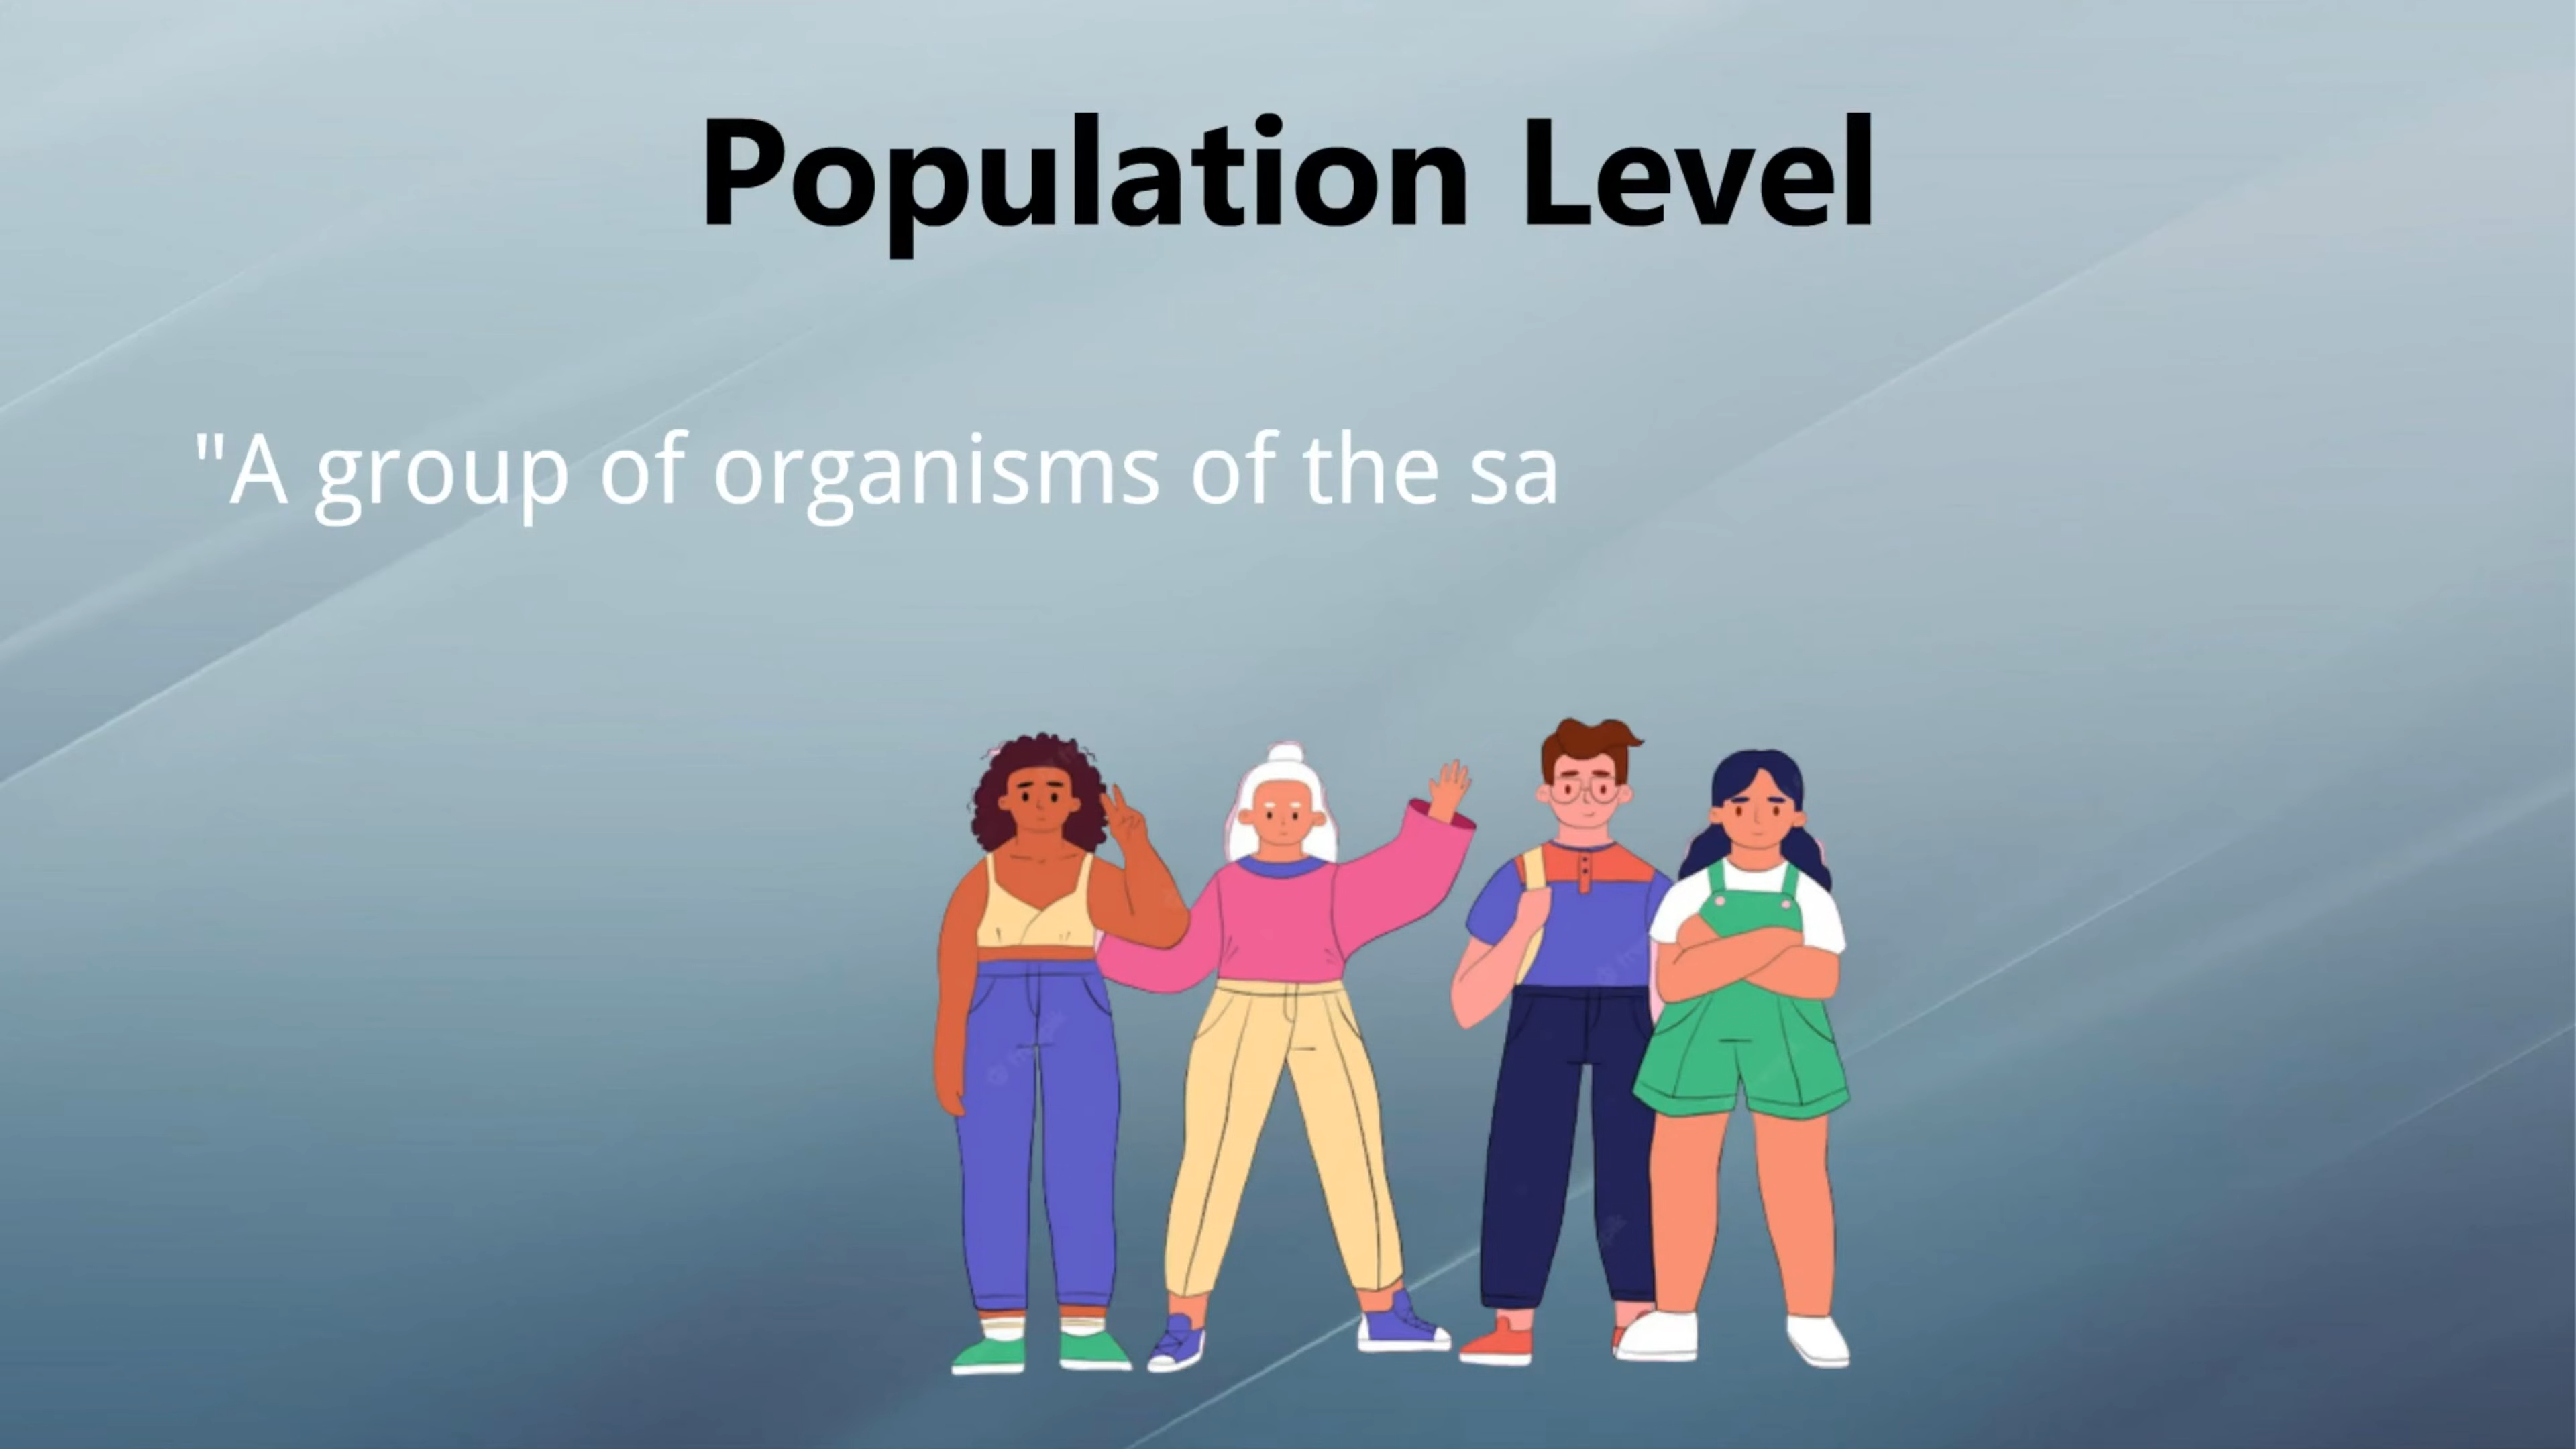 Population Level
"A group of organisms of the sa